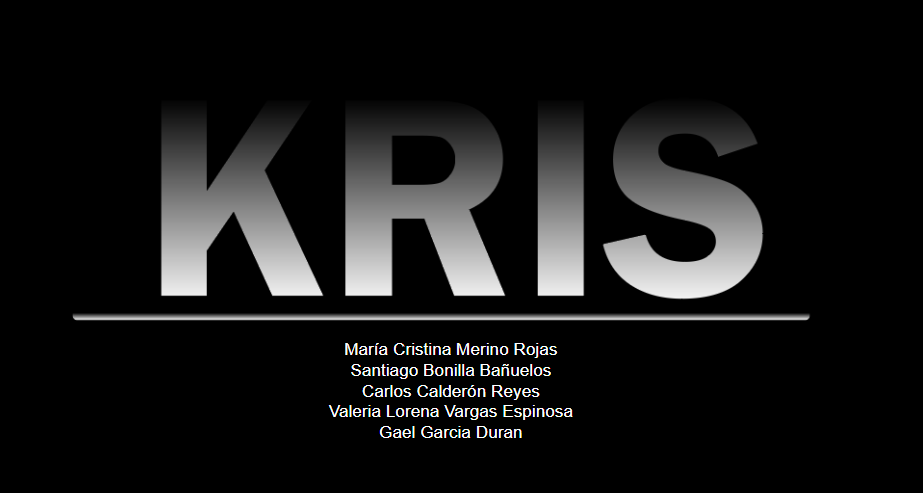 KRIS
María Cristina Merino Rojas
Santiago Bonilla Bañuelos
Carlos Calderón Reyes
Valeria Lorena Vargas Espinosa
Gael Garcia Duran